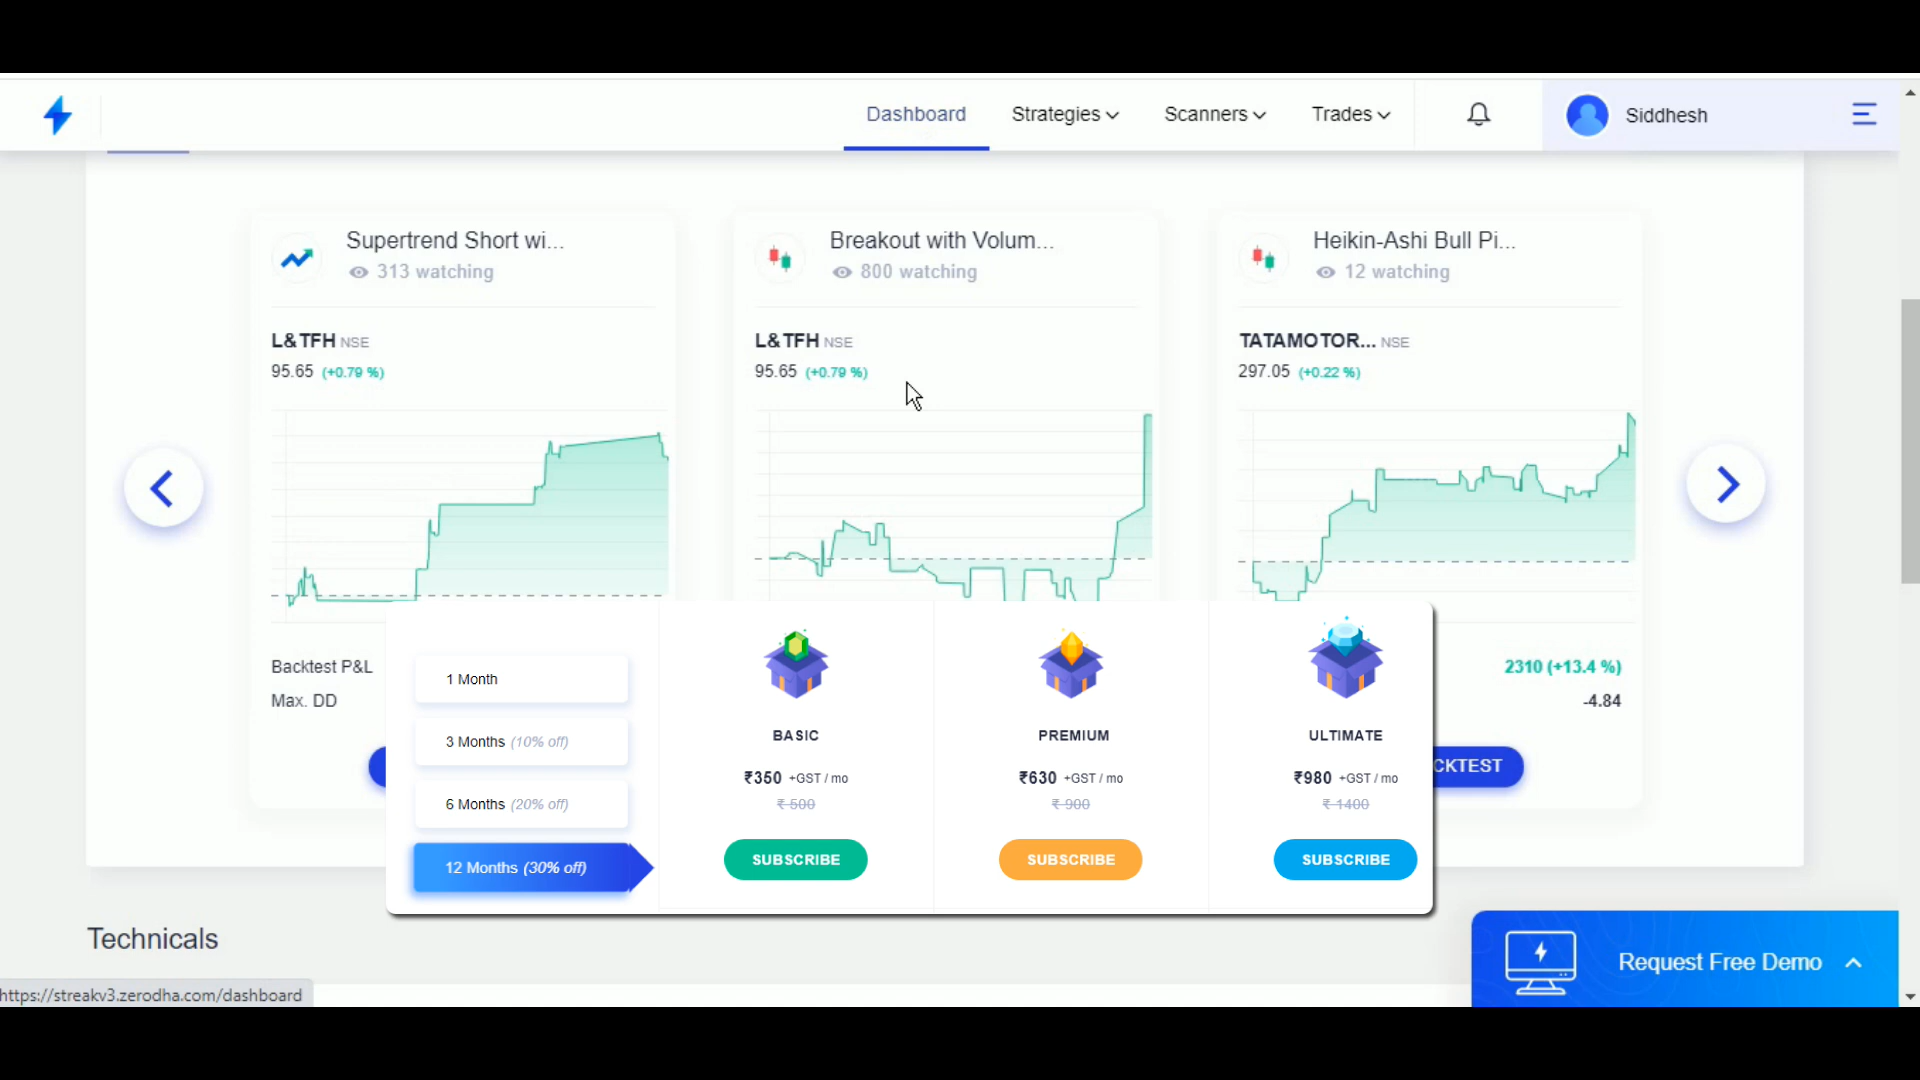 Dashboard Strategies Scanners Trades Siddhesh
Supertrend Short wi...
313 watching
L&TFH NSE
95.65 (+0.79 %)
Backtest P&L
Max. DD
Breakout with Volum...
800 watching
L&TFH NSE
95.65 (+0.79 %)
Heikin-Ashi Bull Pi...
12 watching
TATAMOTOR... NSE
297.05 (+0.22 %)
2310 (+13.4 %)
-4.84
CKTEST
1 Month
3 Months (10% off)
6 Months (20% off)
12 Months (30% off)
BASIC
₹350 +GST / mo
₹ 500
SUBSCRIBE
PREMIUM
₹630 +GST / mo
₹ 900
SUBSCRIBE
ULTIMATE
₹980 +GST / mo
₹ 1400
SUBSCRIBE
Technicals
Request Free Demo
https://streakv3.zerodha.com/dashboard